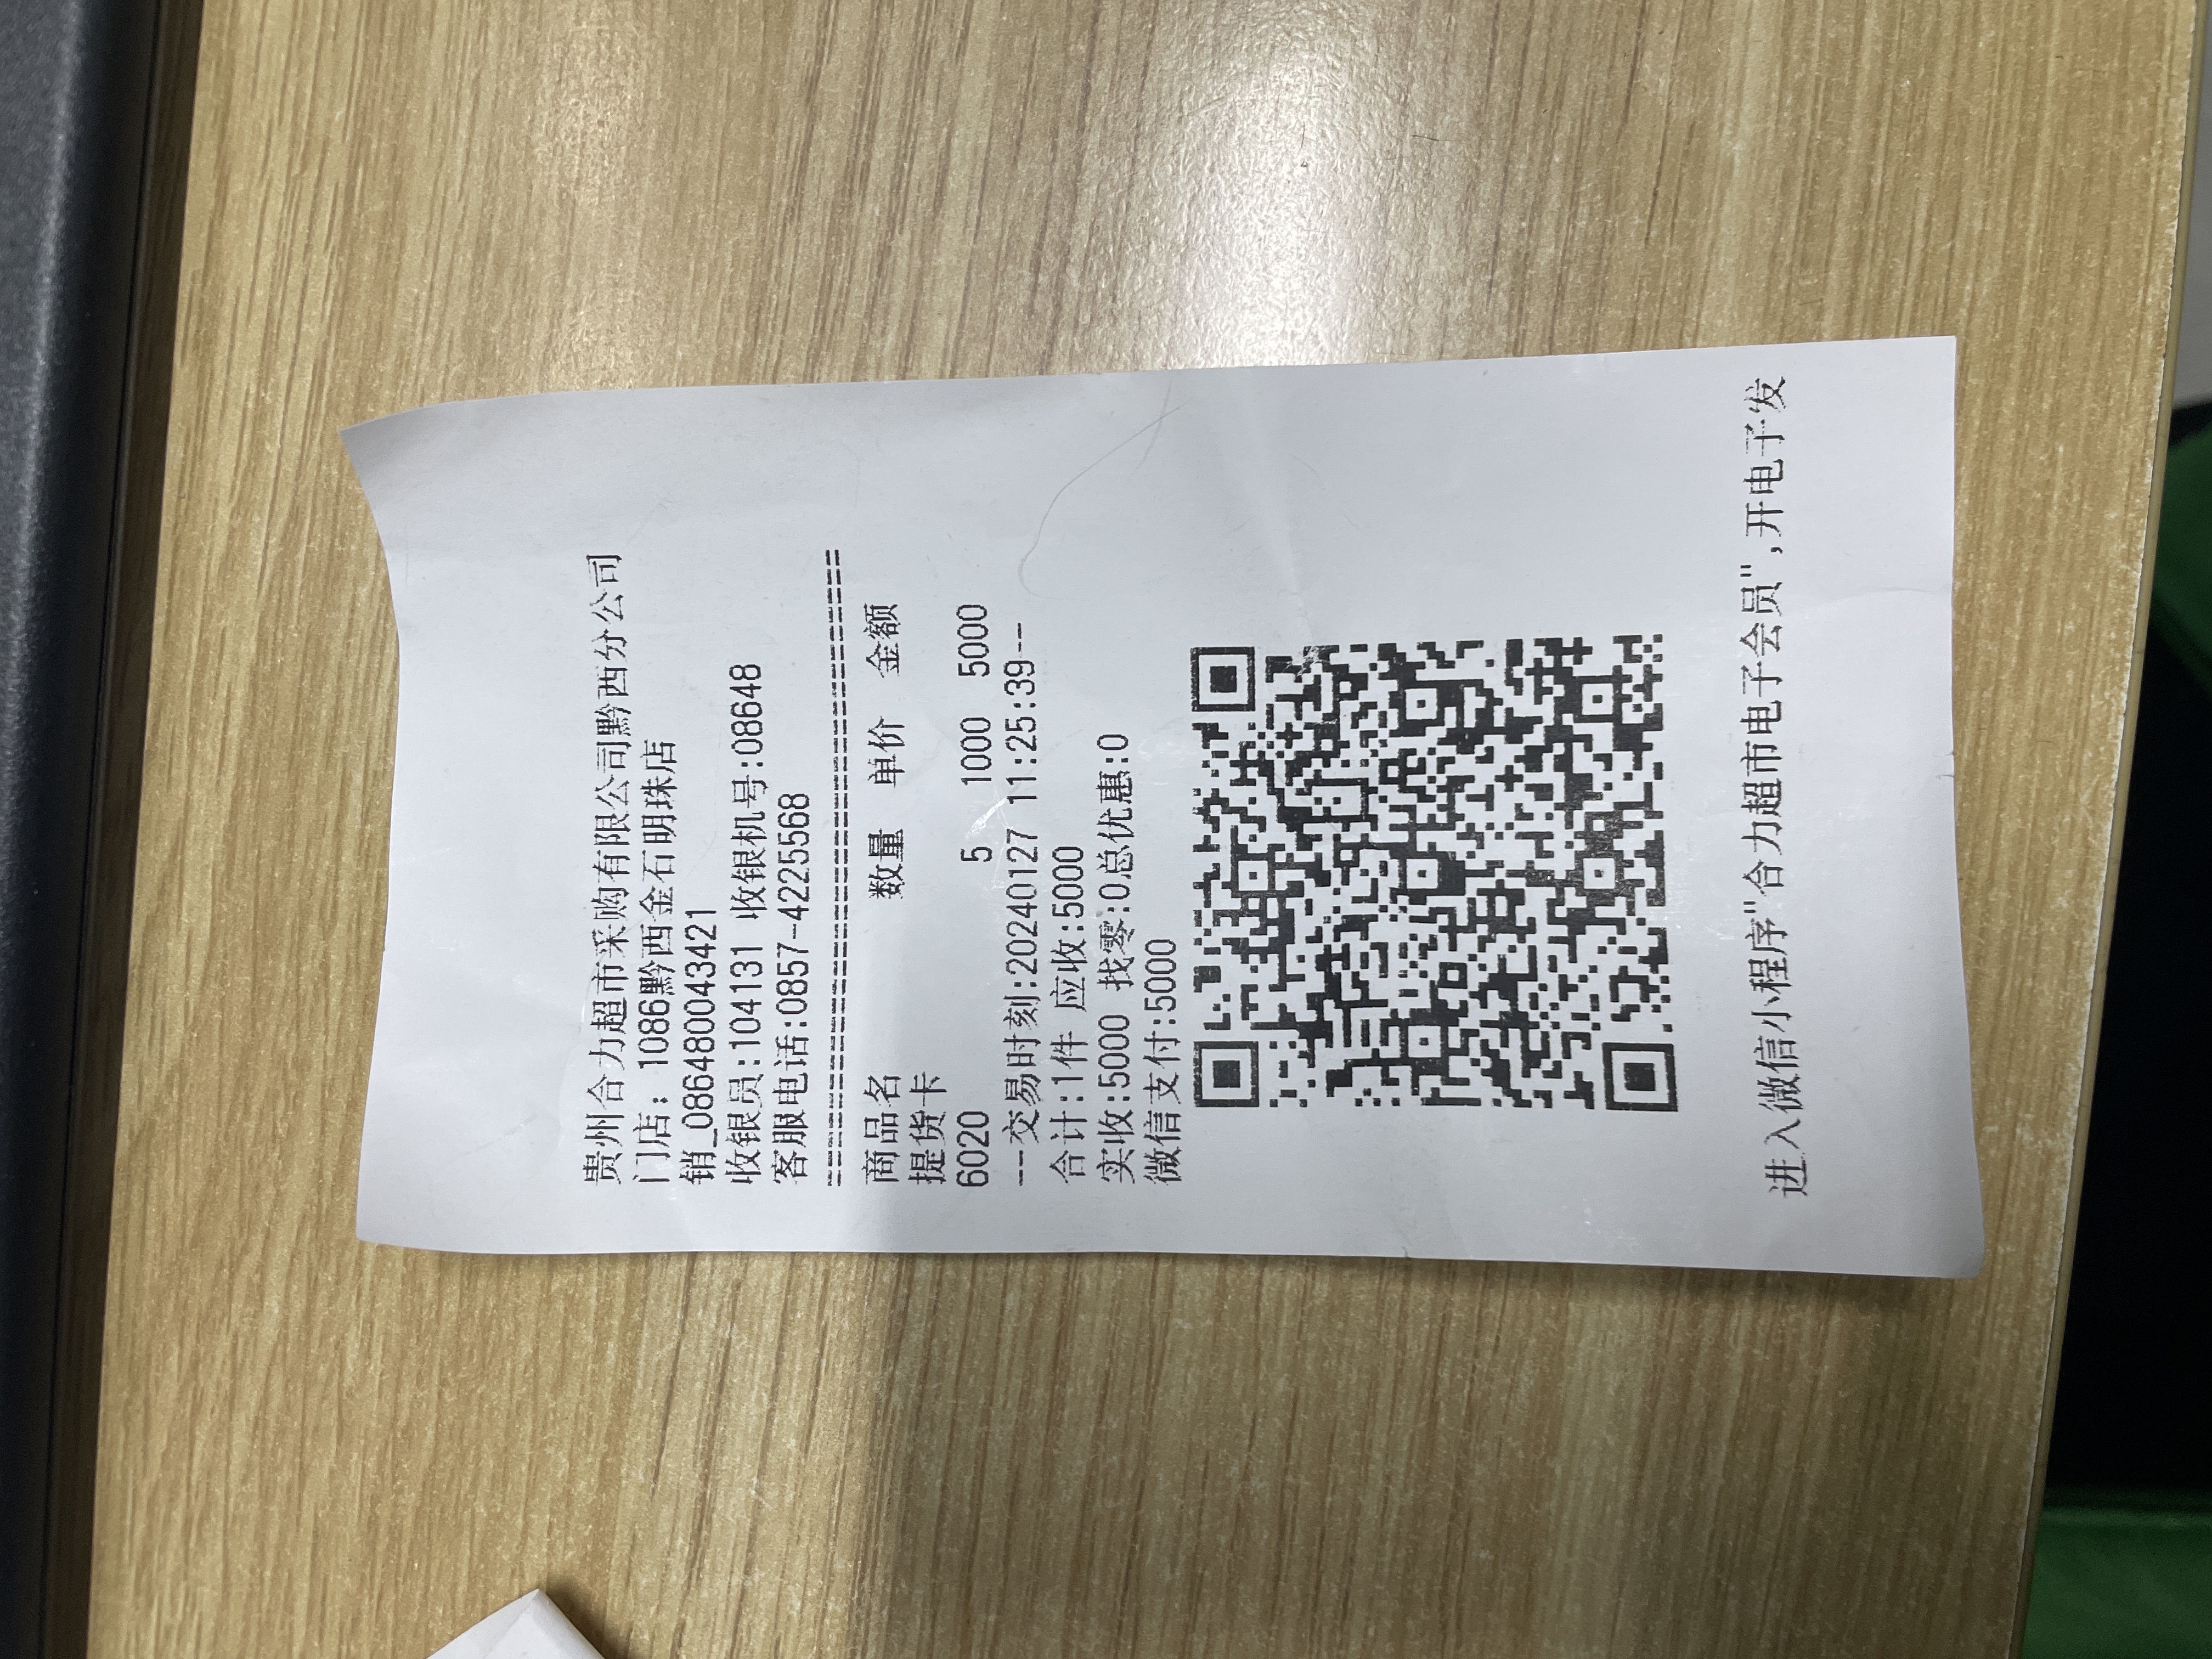 贵州合力超市采购有限公司黔西分公司
门店: 1086黔西金石明珠店
销_086480043421
收银员:104131 收银机号:08648
客服电话:0857-4225568
================================
商品名 数量 单价 金额
提货卡
6020 5 1000 5000
--交易时刻:20240127 11:25:39--
合计:1件 应收:5000
实收:5000 找零:0总优惠:0
微信支付:5000
进入微信小程序"合力超市电子会员",开电子发